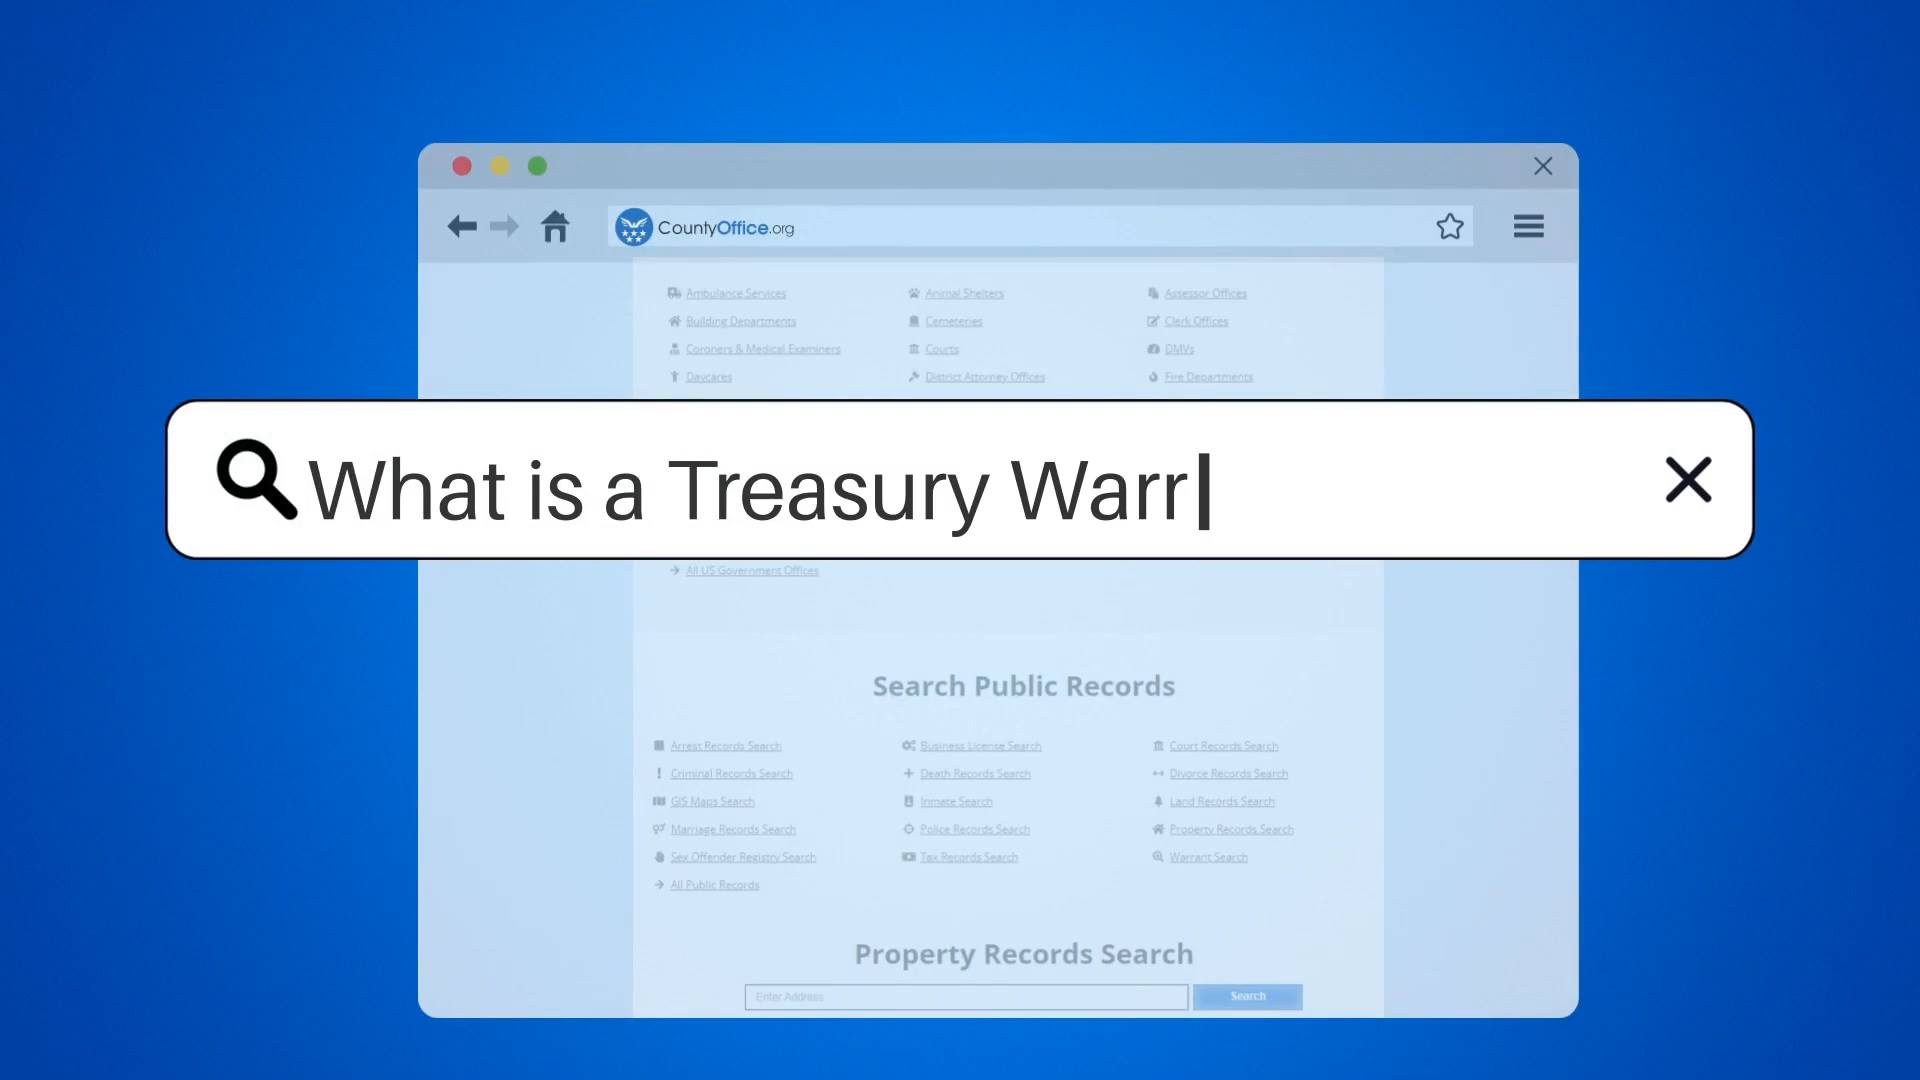 CountyOffice.org
Ambulance Services Animal Shelters Assessor Offices
Building Departments Cemeteries Clerk Offices
Coroners & Medical Examiners Courts DMVs
Daycares District Attorney Offices Fire Departments
What is a Treasury Warr
All US Government Offices
Search Public Records
Arrest Records Search Business License Search Court Records Search
Criminal Records Search Death Records Search Divorce Records Search
GIS Maps Search Inmate Search Land Records Search
Marriage Records Search Police Records Search Property Records Search
Sex Offender Registry Search Tax Records Search Warrant Search
All Public Records
Property Records Search
Enter Address Search